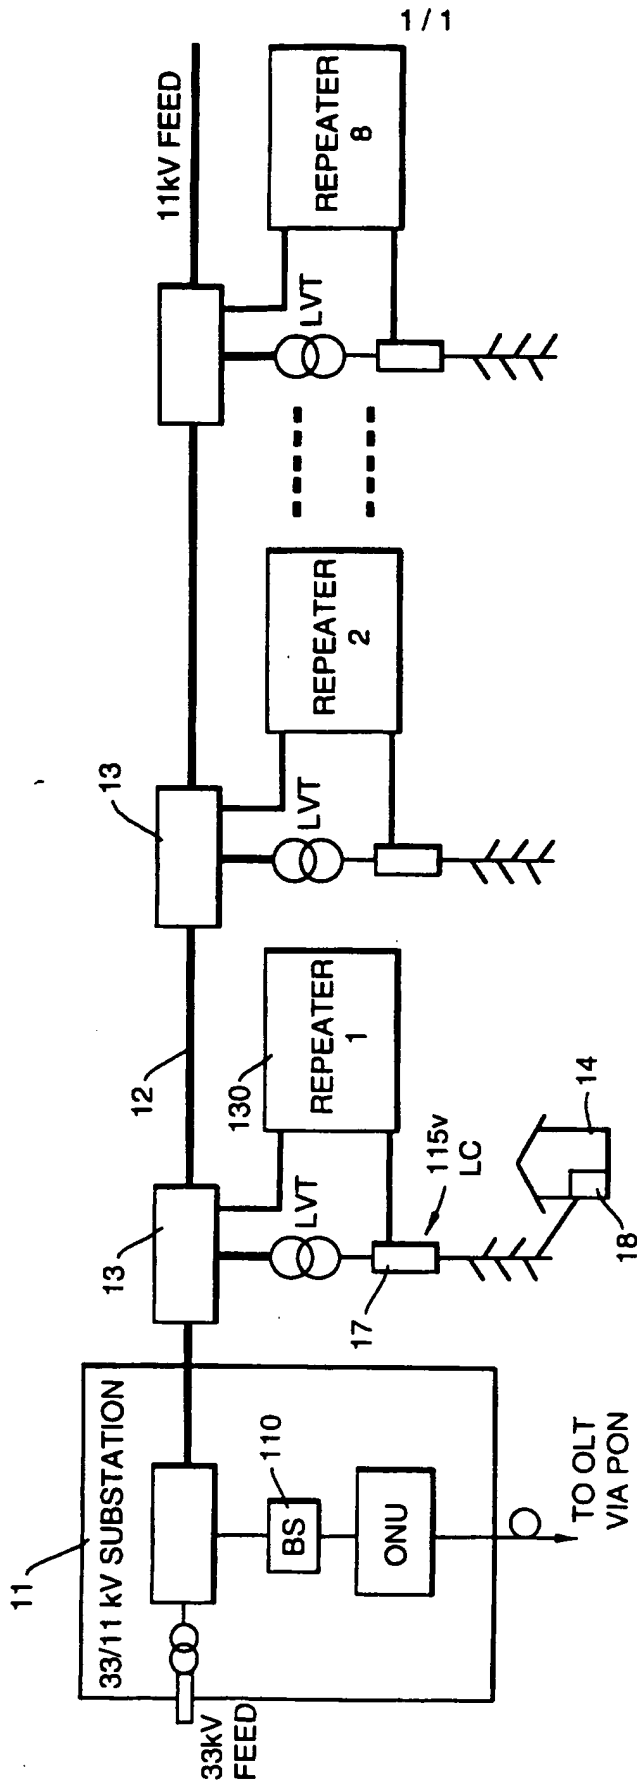 1 / 1
11
33/11 kV SUBSTATION
33kV
FEED
BS
110
ONU
TO OLT
VIA PON
13
LVT
130
REPEATER
1
12
17
115v
LC
14
18
13
LVT
REPEATER
2
11kV FEED
LVT
REPEATER
8